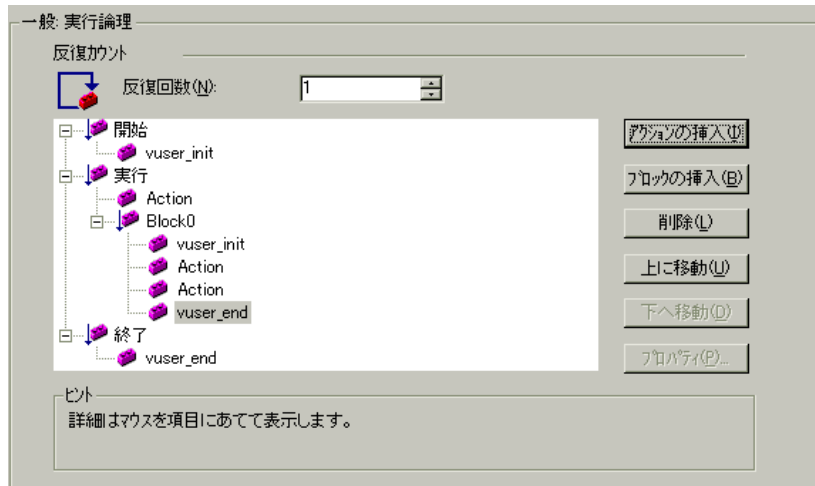 一般: 実行論理
反復カウント
反復回数(N):
1
開始
vuser_init
実行
Action
Block0
vuser_init
Action
Action
vuser_end
終了
vuser_end
アクションの挿入(I)
ブロックの挿入(B)
削除(L)
上に移動(U)
下へ移動(D)
プロパティ(P)...
ヒント
詳細はマウスを項目にあてて表示します。